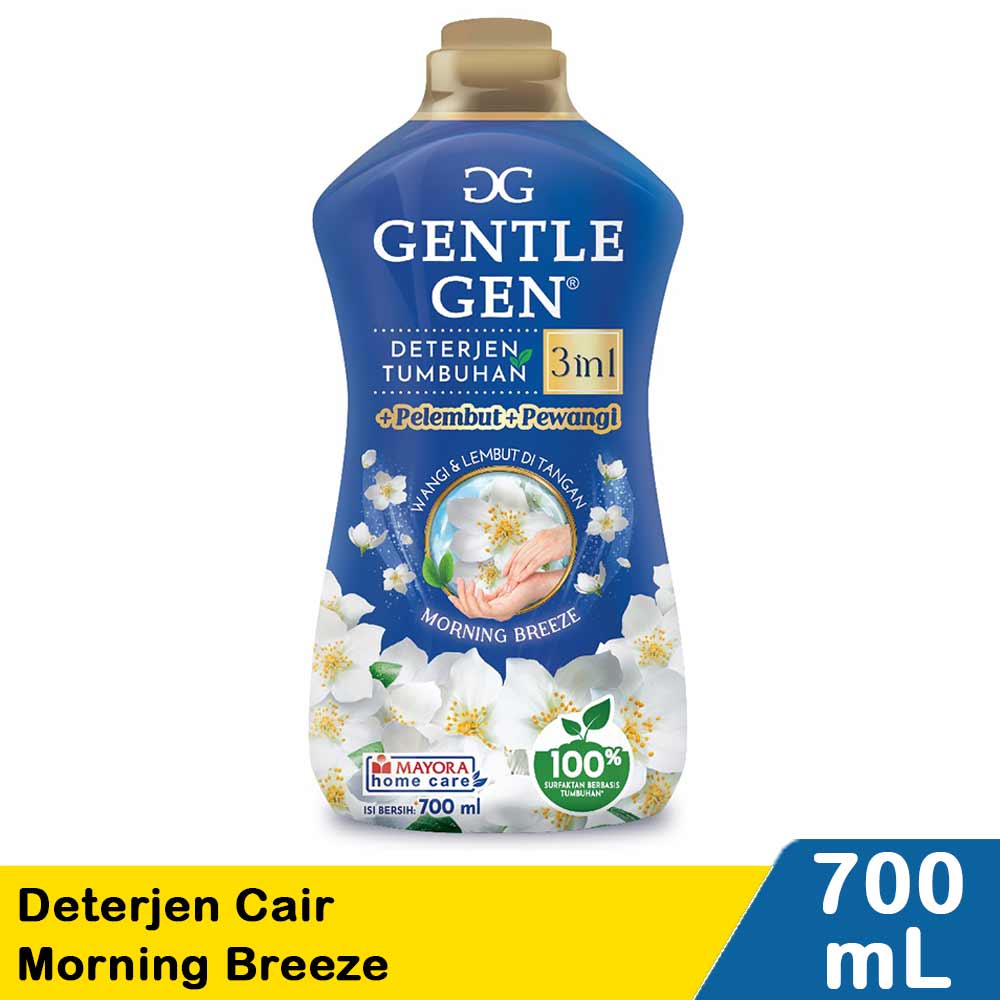 GG
GENTLE
GEN®
DETERJEN
TUMBUHAN
3in1
+Pelembut+Pewangi
WANGI & LEMBUT DI TANGAN
MORNING BREEZE
100%
SURFAKTAN BERBASIS
TUMBUHAN*
MAYORA
home care
ISI BERSIH: 700 ml
Deterjen Cair
Morning Breeze
700
mL